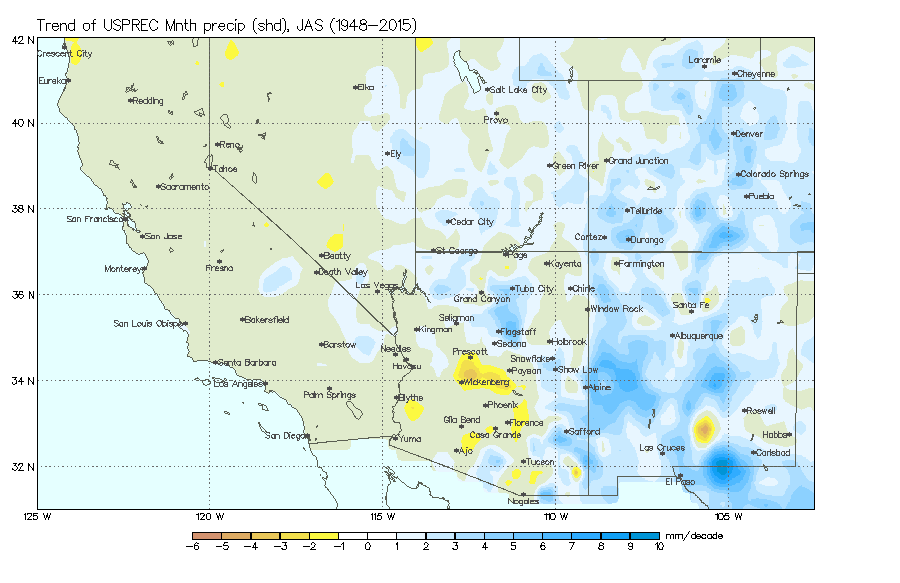 Trend of USPREC Mnth precip (shd), JAS (1948–2015)
42 N
Crescent City
Laramie
Cheyenne
Eureka
Elko
Salt Lake City
Redding
Provo
40 N
Denver
Reno
Ely
Green River
Grand Junction
Tahoe
Colorado Springs
Sacramento
Pueblo
38 N
Telluride
San Francisco
Cedar City
San Jose
Cortez
Durango
St George
Page
Beatty
Monterey
Fresno
Death Valley
Kayenta
Farmington
Las Vegas
Tuba City
Chinle
36 N
Grand Canyon
Santa Fe
Window Rock
San Louis Obispo
Bakersfield
Seligman
Kingman
Flagstaff
Albuquerque
Barstow
Needles
Sedona
Holbrook
Prescott
Snowflake
Santa Barbara
Havasu
Payson
Show Low
34 N
Los Angeles
Wickenberg
Alpine
Palm Springs
Blythe
Phoenix
Roswell
Gila Bend
Florence
San Diego
Yuma
Casa Grande
Safford
Hobbs
Ajo
Las Cruces
Carlsbad
32 N
Tucson
El Paso
Nogales
125 W
120 W
115 W
110 W
105 W
mm/decade
-6 -5 -4 -3 -2 -1 0 1 2 3 4 5 6 7 8 9 10